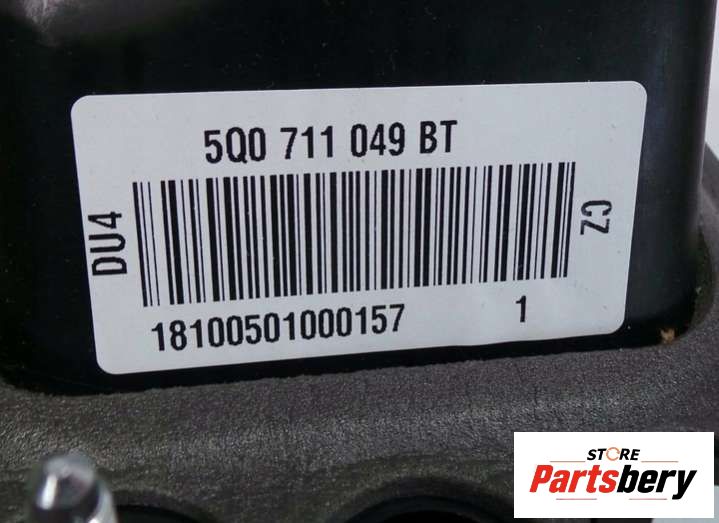 5Q0 711 049 BT
DU4
CZ
18100501000157 1
STORE
Partsbery